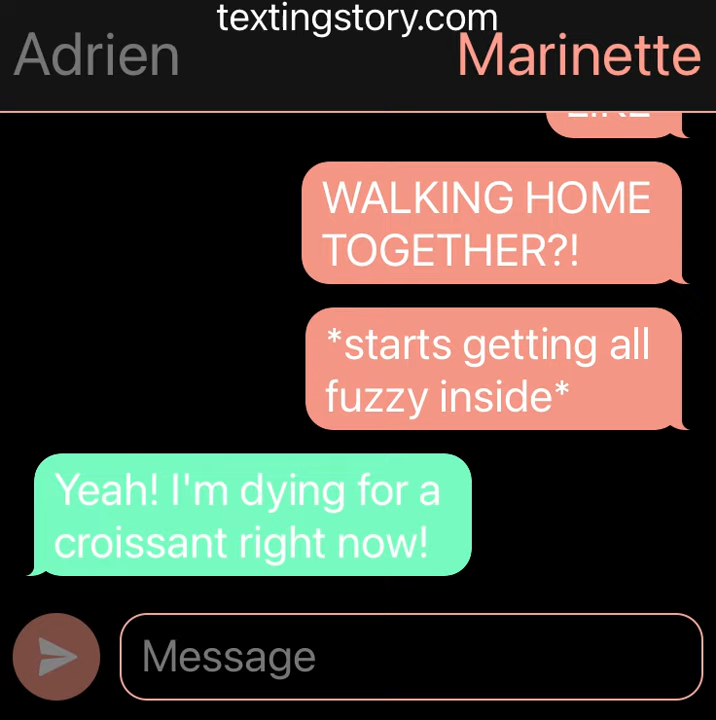 textingstory.com
Adrien
Marinette
LIKE
WALKING HOME
TOGETHER?!
*starts getting all
fuzzy inside*
Yeah! I'm dying for a
croissant right now!
Message